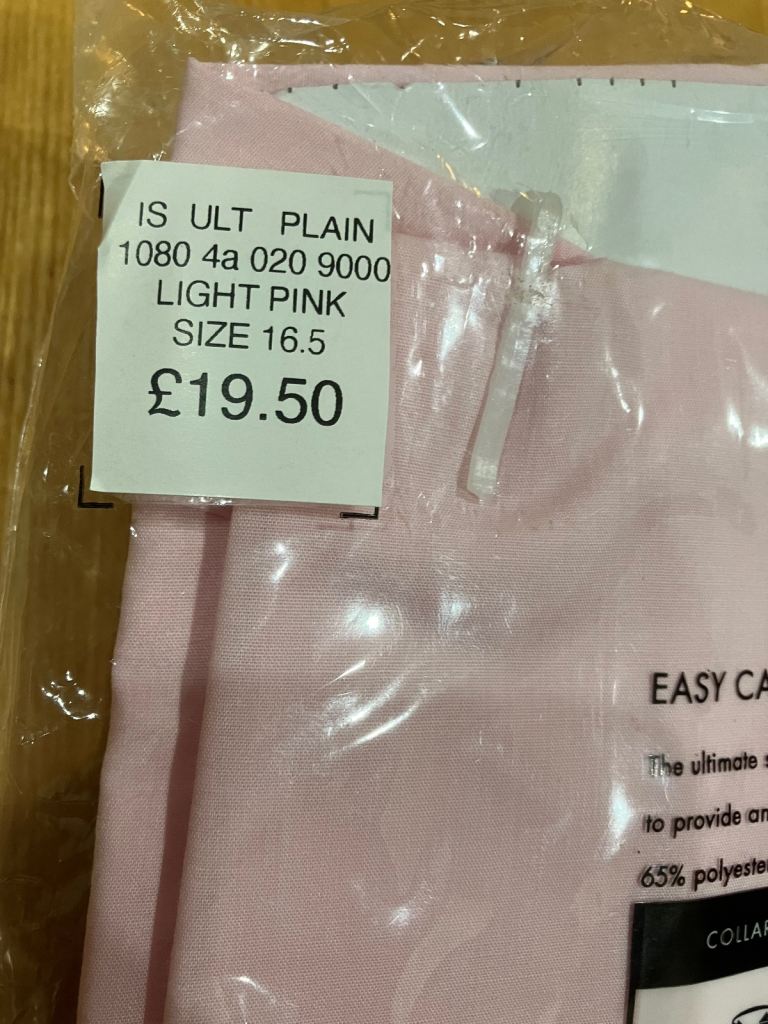 IS ULT PLAIN
1080 4a 020 9000
LIGHT PINK
SIZE 16.5
£19.50
EASY CA
The ultimate s
to provide an
65% polyeste
COLLAR